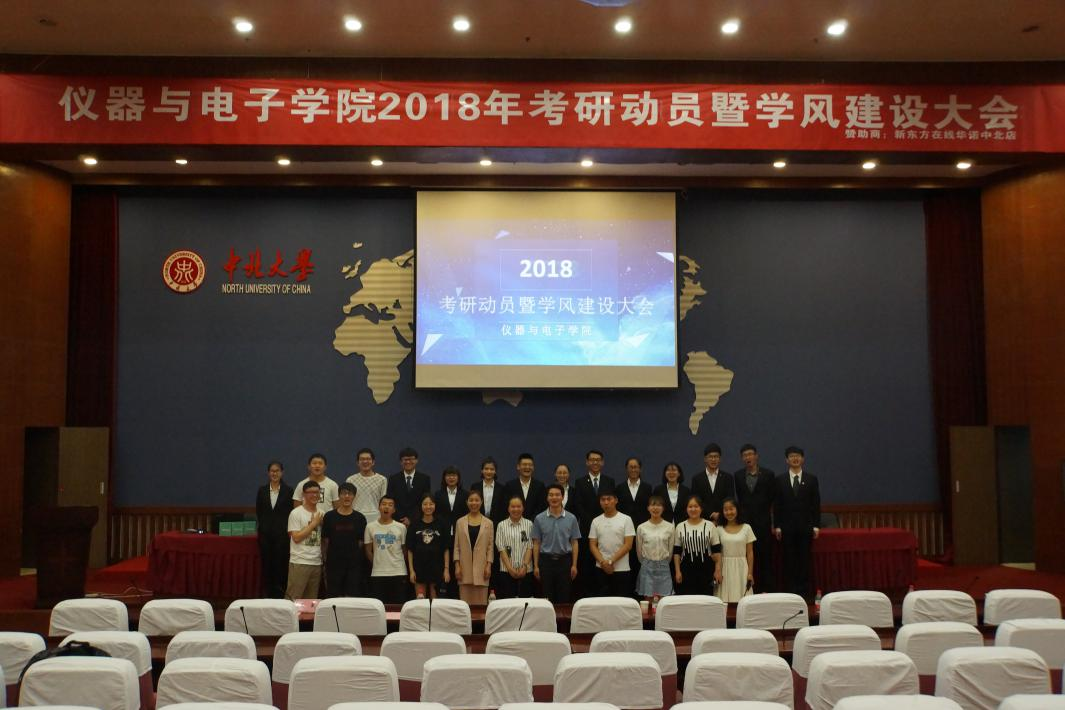 仪器与电子学院2018年考研动员暨学风建设大会
赞助商：新东方在线华诺中北店
中北大學
NORTH UNIVERSITY OF CHINA
2018
考研动员暨学风建设大会
仪器与电子学院